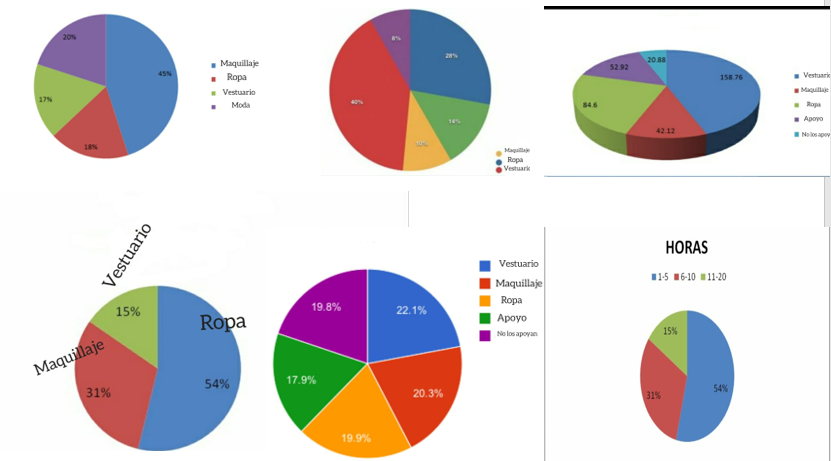 20%
45%
17%
18%
Maquillaje
Ropa
Vestuario
Moda
8%
28%
40%
14%
10%
Maquillaje
Ropa
Vestuario
20.88
52.92
158.76
84.6
42.12
Vestuario
Maquillaje
Ropa
Apoyo
No los apoy
Vestuario
15%
Ropa
Maquillaje
31%
54%
19.8%
22.1%
17.9%
20.3%
19.9%
Vestuario
Maquillaje
Ropa
Apoyo
No los apoyan
HORAS
1-5 6-10 11-20
15%
31%
54%